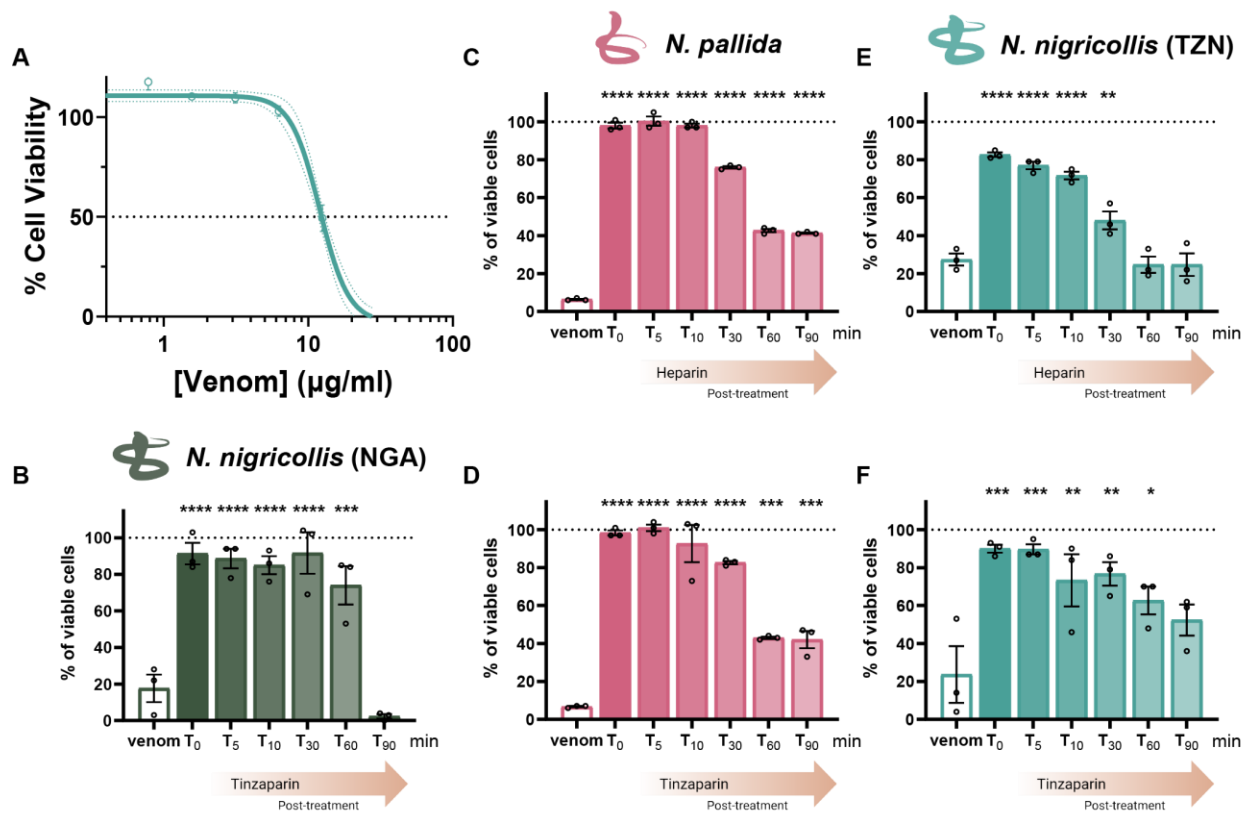 A
% Cell Viability
100
50
0
1 10 100
[Venom] (µg/ml)
N. nigricollis (NGA)
B
**** **** **** **** ***
% of viable cells
100
80
60
40
20
0
venom T0 T5 T10 T30 T60 T90 min
Tinzaparin
Post-treatment
N. pallida
C
**** **** **** **** **** ****
% of viable cells
100
80
60
40
20
0
venom T0 T5 T10 T30 T60 T90 min
Heparin
Post-treatment
D
**** **** **** **** *** ***
% of viable cells
100
80
60
40
20
0
venom T0 T5 T10 T30 T60 T90 min
Tinzaparin
Post-treatment
N. nigricollis (TZN)
E
**** **** **** **
% of viable cells
100
80
60
40
20
0
venom T0 T5 T10 T30 T60 T90 min
Heparin
Post-treatment
F
*** *** ** ** *
% of viable cells
100
80
60
40
20
0
venom T0 T5 T10 T30 T60 T90 min
Tinzaparin
Post-treatment